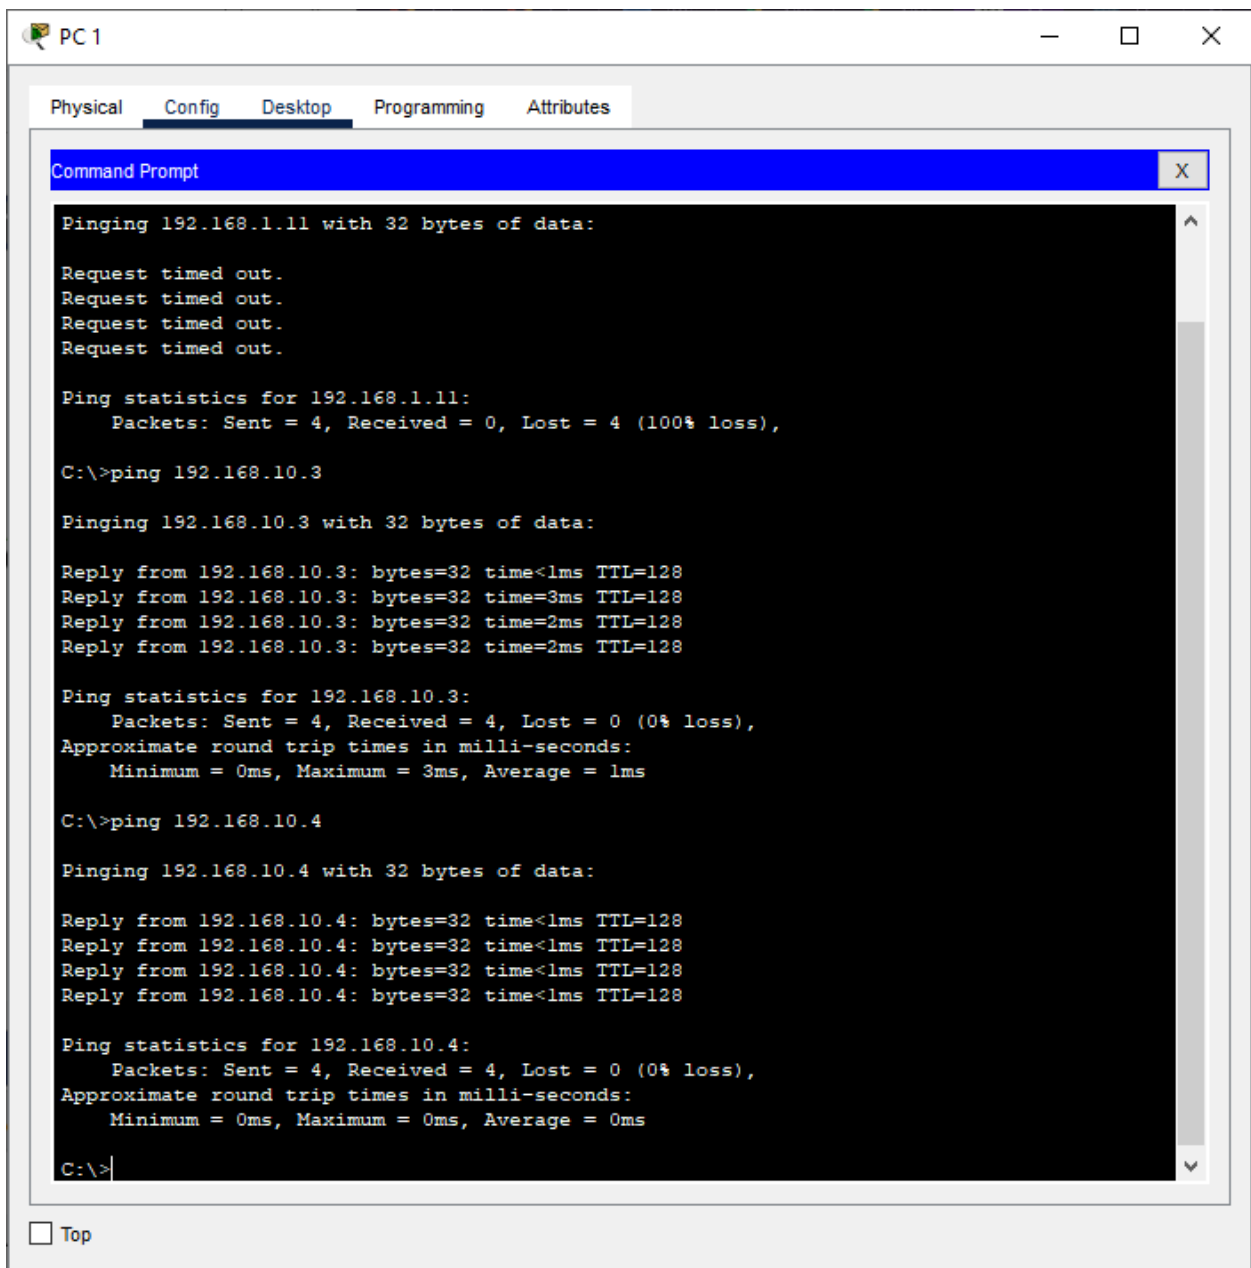 PC 1
Physical Config Desktop Programming Attributes
Command Prompt
X
Pinging 192.168.1.11 with 32 bytes of data:
Request timed out.
Request timed out.
Request timed out.
Request timed out.
Ping statistics for 192.168.1.11:
Packets: Sent = 4, Received = 0, Lost = 4 (100% loss),
C:\>ping 192.168.10.3
Pinging 192.168.10.3 with 32 bytes of data:
Reply from 192.168.10.3: bytes=32 time<1ms TTL=128
Reply from 192.168.10.3: bytes=32 time=3ms TTL=128
Reply from 192.168.10.3: bytes=32 time=2ms TTL=128
Reply from 192.168.10.3: bytes=32 time=2ms TTL=128
Ping statistics for 192.168.10.3:
Packets: Sent = 4, Received = 4, Lost = 0 (0% loss),
Approximate round trip times in milli-seconds:
Minimum = 0ms, Maximum = 3ms, Average = 1ms
C:\>ping 192.168.10.4
Pinging 192.168.10.4 with 32 bytes of data:
Reply from 192.168.10.4: bytes=32 time<1ms TTL=128
Reply from 192.168.10.4: bytes=32 time<1ms TTL=128
Reply from 192.168.10.4: bytes=32 time<1ms TTL=128
Reply from 192.168.10.4: bytes=32 time<1ms TTL=128
Ping statistics for 192.168.10.4:
Packets: Sent = 4, Received = 4, Lost = 0 (0% loss),
Approximate round trip times in milli-seconds:
Minimum = 0ms, Maximum = 0ms, Average = 0ms
C:\>
Top